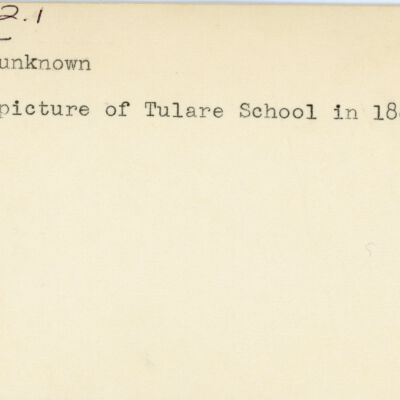 2.1
unknown
picture of Tulare School in 18